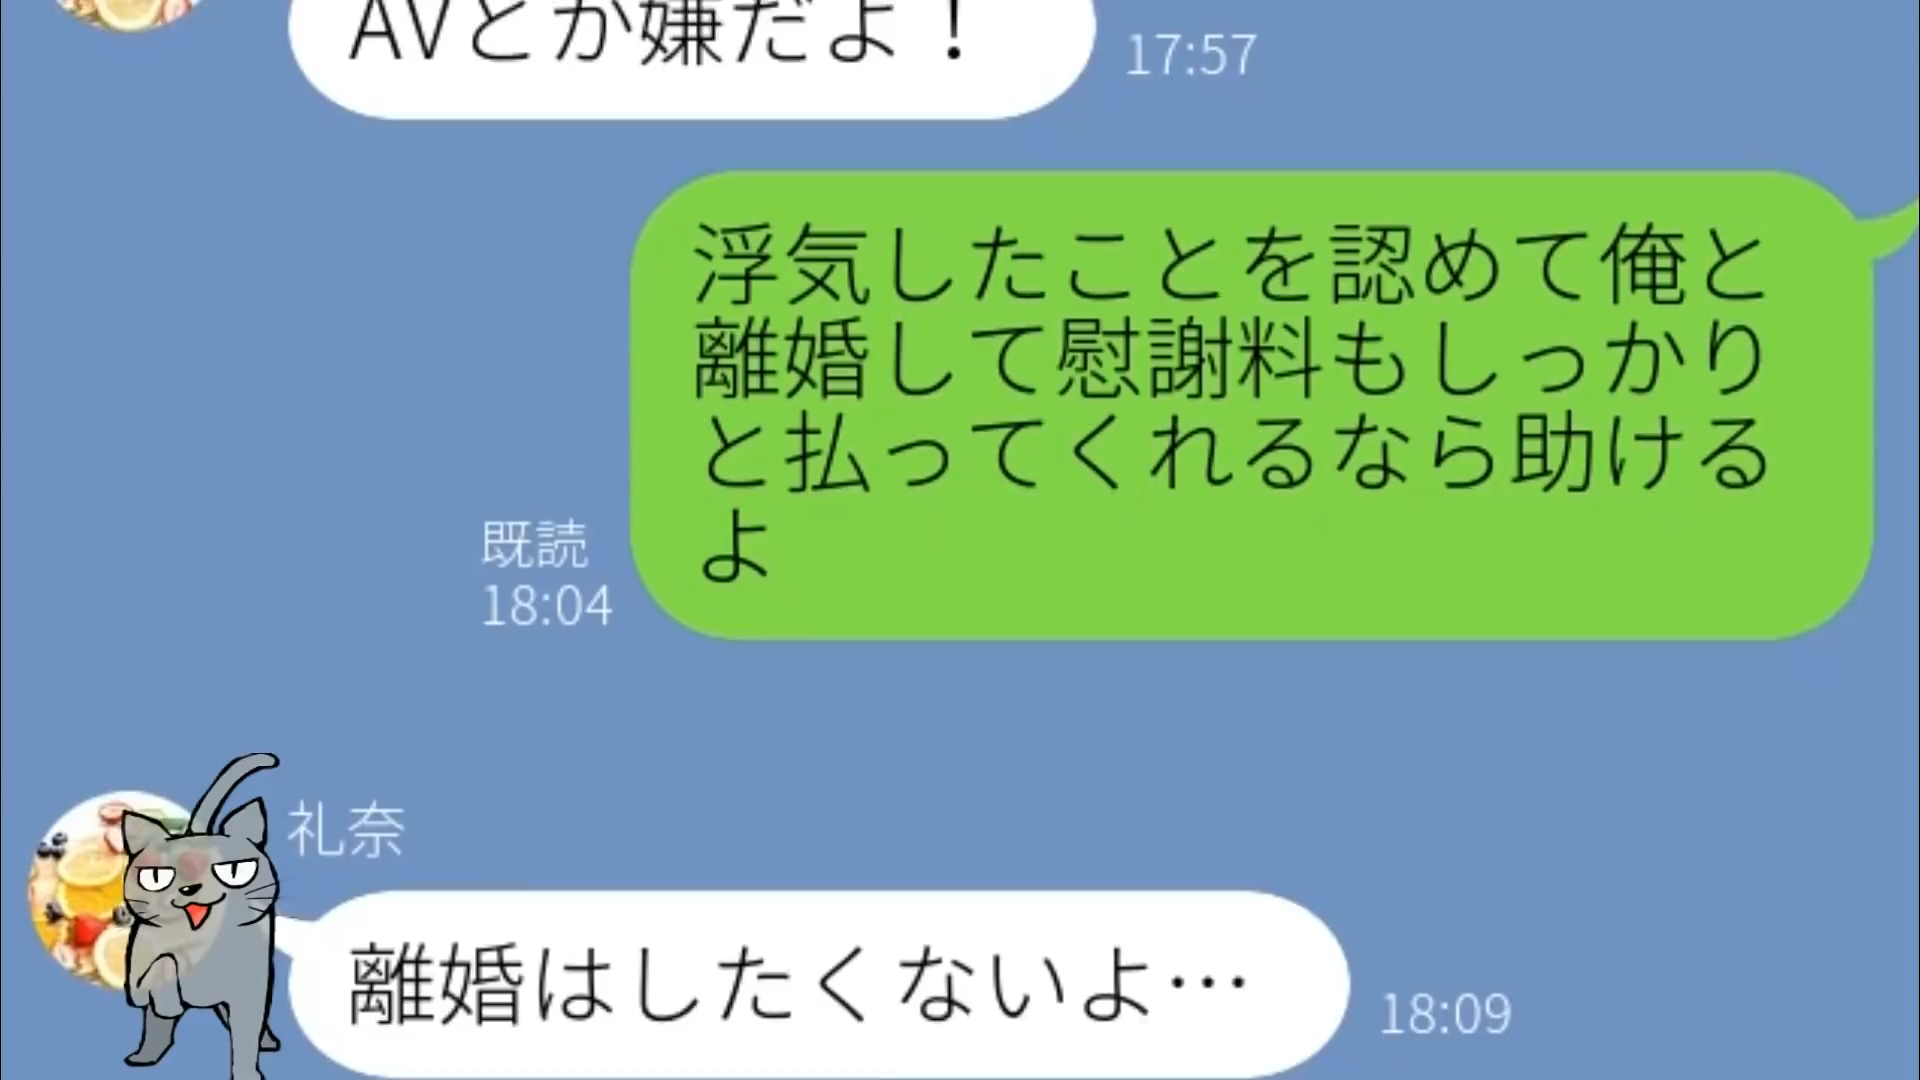 AVとか嫌だよ！
17:57
浮気したことを認めて俺と
離婚して慰謝料もしっかり
と払ってくれるなら助ける
よ
既読
18:04
礼奈
離婚はしたくないよ…
18:09